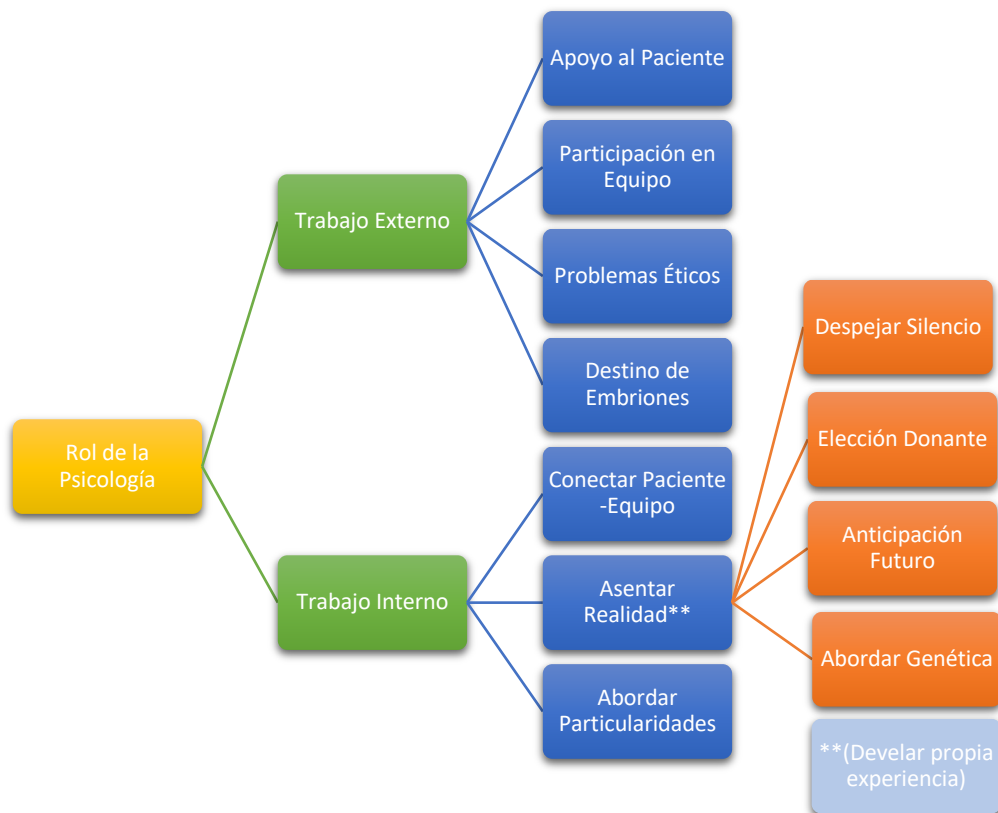 Rol de la
Psicología
Trabajo Externo
Apoyo al Paciente
Participación en
Equipo
Problemas Éticos
Destino de
Embriones
Trabajo Interno
Conectar Paciente
-Equipo
Asentar
Realidad**
Despejar Silencio
Elección Donante
Anticipación
Futuro
Abordar Genética
**(Develar propia
experiencia)
Abordar
Particularidades